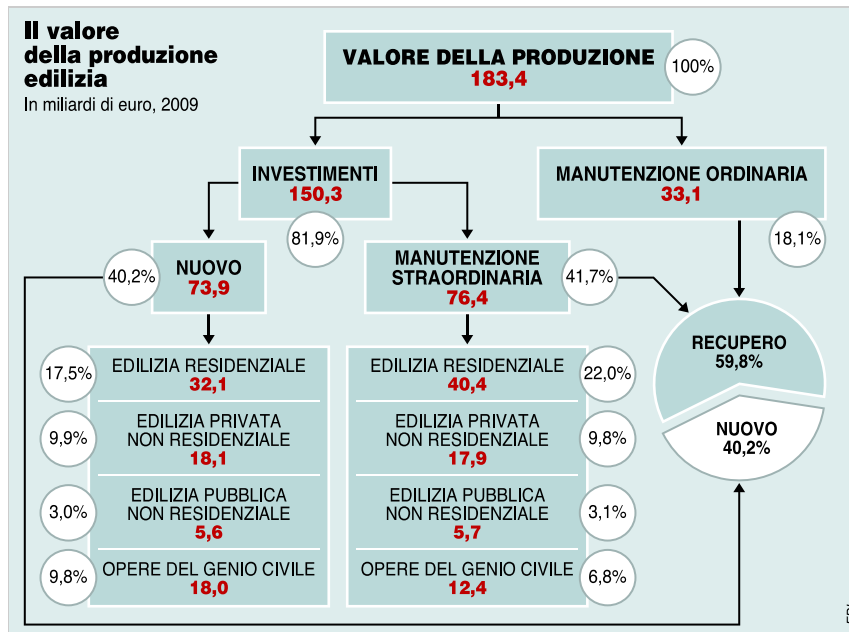 Il valore
della produzione
edilizia
In miliardi di euro, 2009
VALORE DELLA PRODUZIONE
183,4
100%
INVESTIMENTI
150,3
81,9%
MANUTENZIONE ORDINARIA
33,1
18,1%
40,2%
NUOVO
73,9
MANUTENZIONE
STRAORDINARIA
76,4
41,7%
17,5%
EDILIZIA RESIDENZIALE
32,1
9,9%
EDILIZIA PRIVATA
NON RESIDENZIALE
18,1
3,0%
EDILIZIA PUBBLICA
NON RESIDENZIALE
5,6
9,8%
OPERE DEL GENIO CIVILE
18,0
EDILIZIA RESIDENZIALE
40,4
22,0%
EDILIZIA PRIVATA
NON RESIDENZIALE
17,9
9,8%
EDILIZIA PUBBLICA
NON RESIDENZIALE
5,7
3,1%
OPERE DEL GENIO CIVILE
12,4
6,8%
RECUPERO
59,8%
NUOVO
40,2%